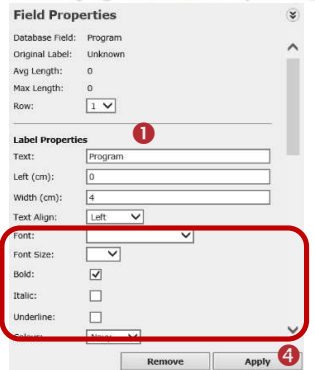 Field Properties
Database Field: Program
Original Label: Unknown
Avg Length: 0
Max Length: 0
Row: 1
1
Label Properties
Text: Program
Left (cm): 0
Width (cm): 4
Text Align: Left
Font:
Font Size:
Bold:
Italic:
Underline:
Colour: Navy
Remove Apply 4